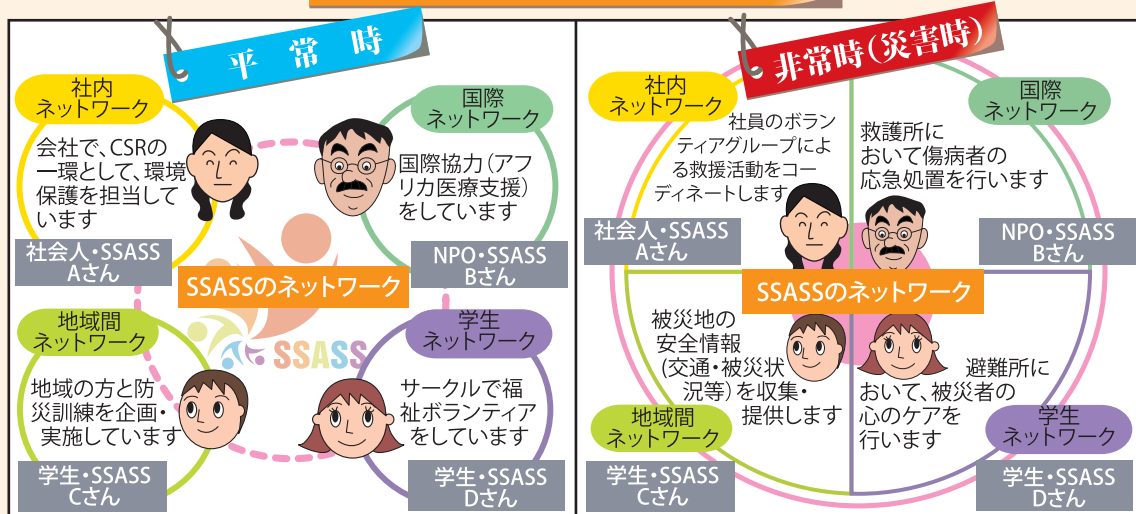 平常時
社内
ネットワーク
会社で、CSRの
一環として、環境
保護を担当して
います
社会人・SSASS
Aさん
国際
ネットワーク
国際協力(アフ
リカ医療支援)
をしています
NPO・SSASS
Bさん
SSASSのネットワーク
SSASS
地域間
ネットワーク
地域の方と防
災訓練を企画・
実施しています
学生・SSASS
Cさん
学生
ネットワーク
サークルで福
祉ボランティア
をしています
学生・SSASS
Dさん
非常時(災害時)
社内
ネットワーク
社員のボラン
ティアグループによ
る救援活動をコー
ディネートします
社会人・SSASS
Aさん
国際
ネットワーク
救護所に
おいて傷病者の
応急処置を行います
NPO・SSASS
Bさん
SSASSのネットワーク
被災地の
安全情報
(交通・被災状
況等)を収集・
提供します
地域間
ネットワーク
学生・SSASS
Cさん
避難所に
おいて、被災者の
心のケアを
行います
学生
ネットワーク
学生・SSASS
Dさん